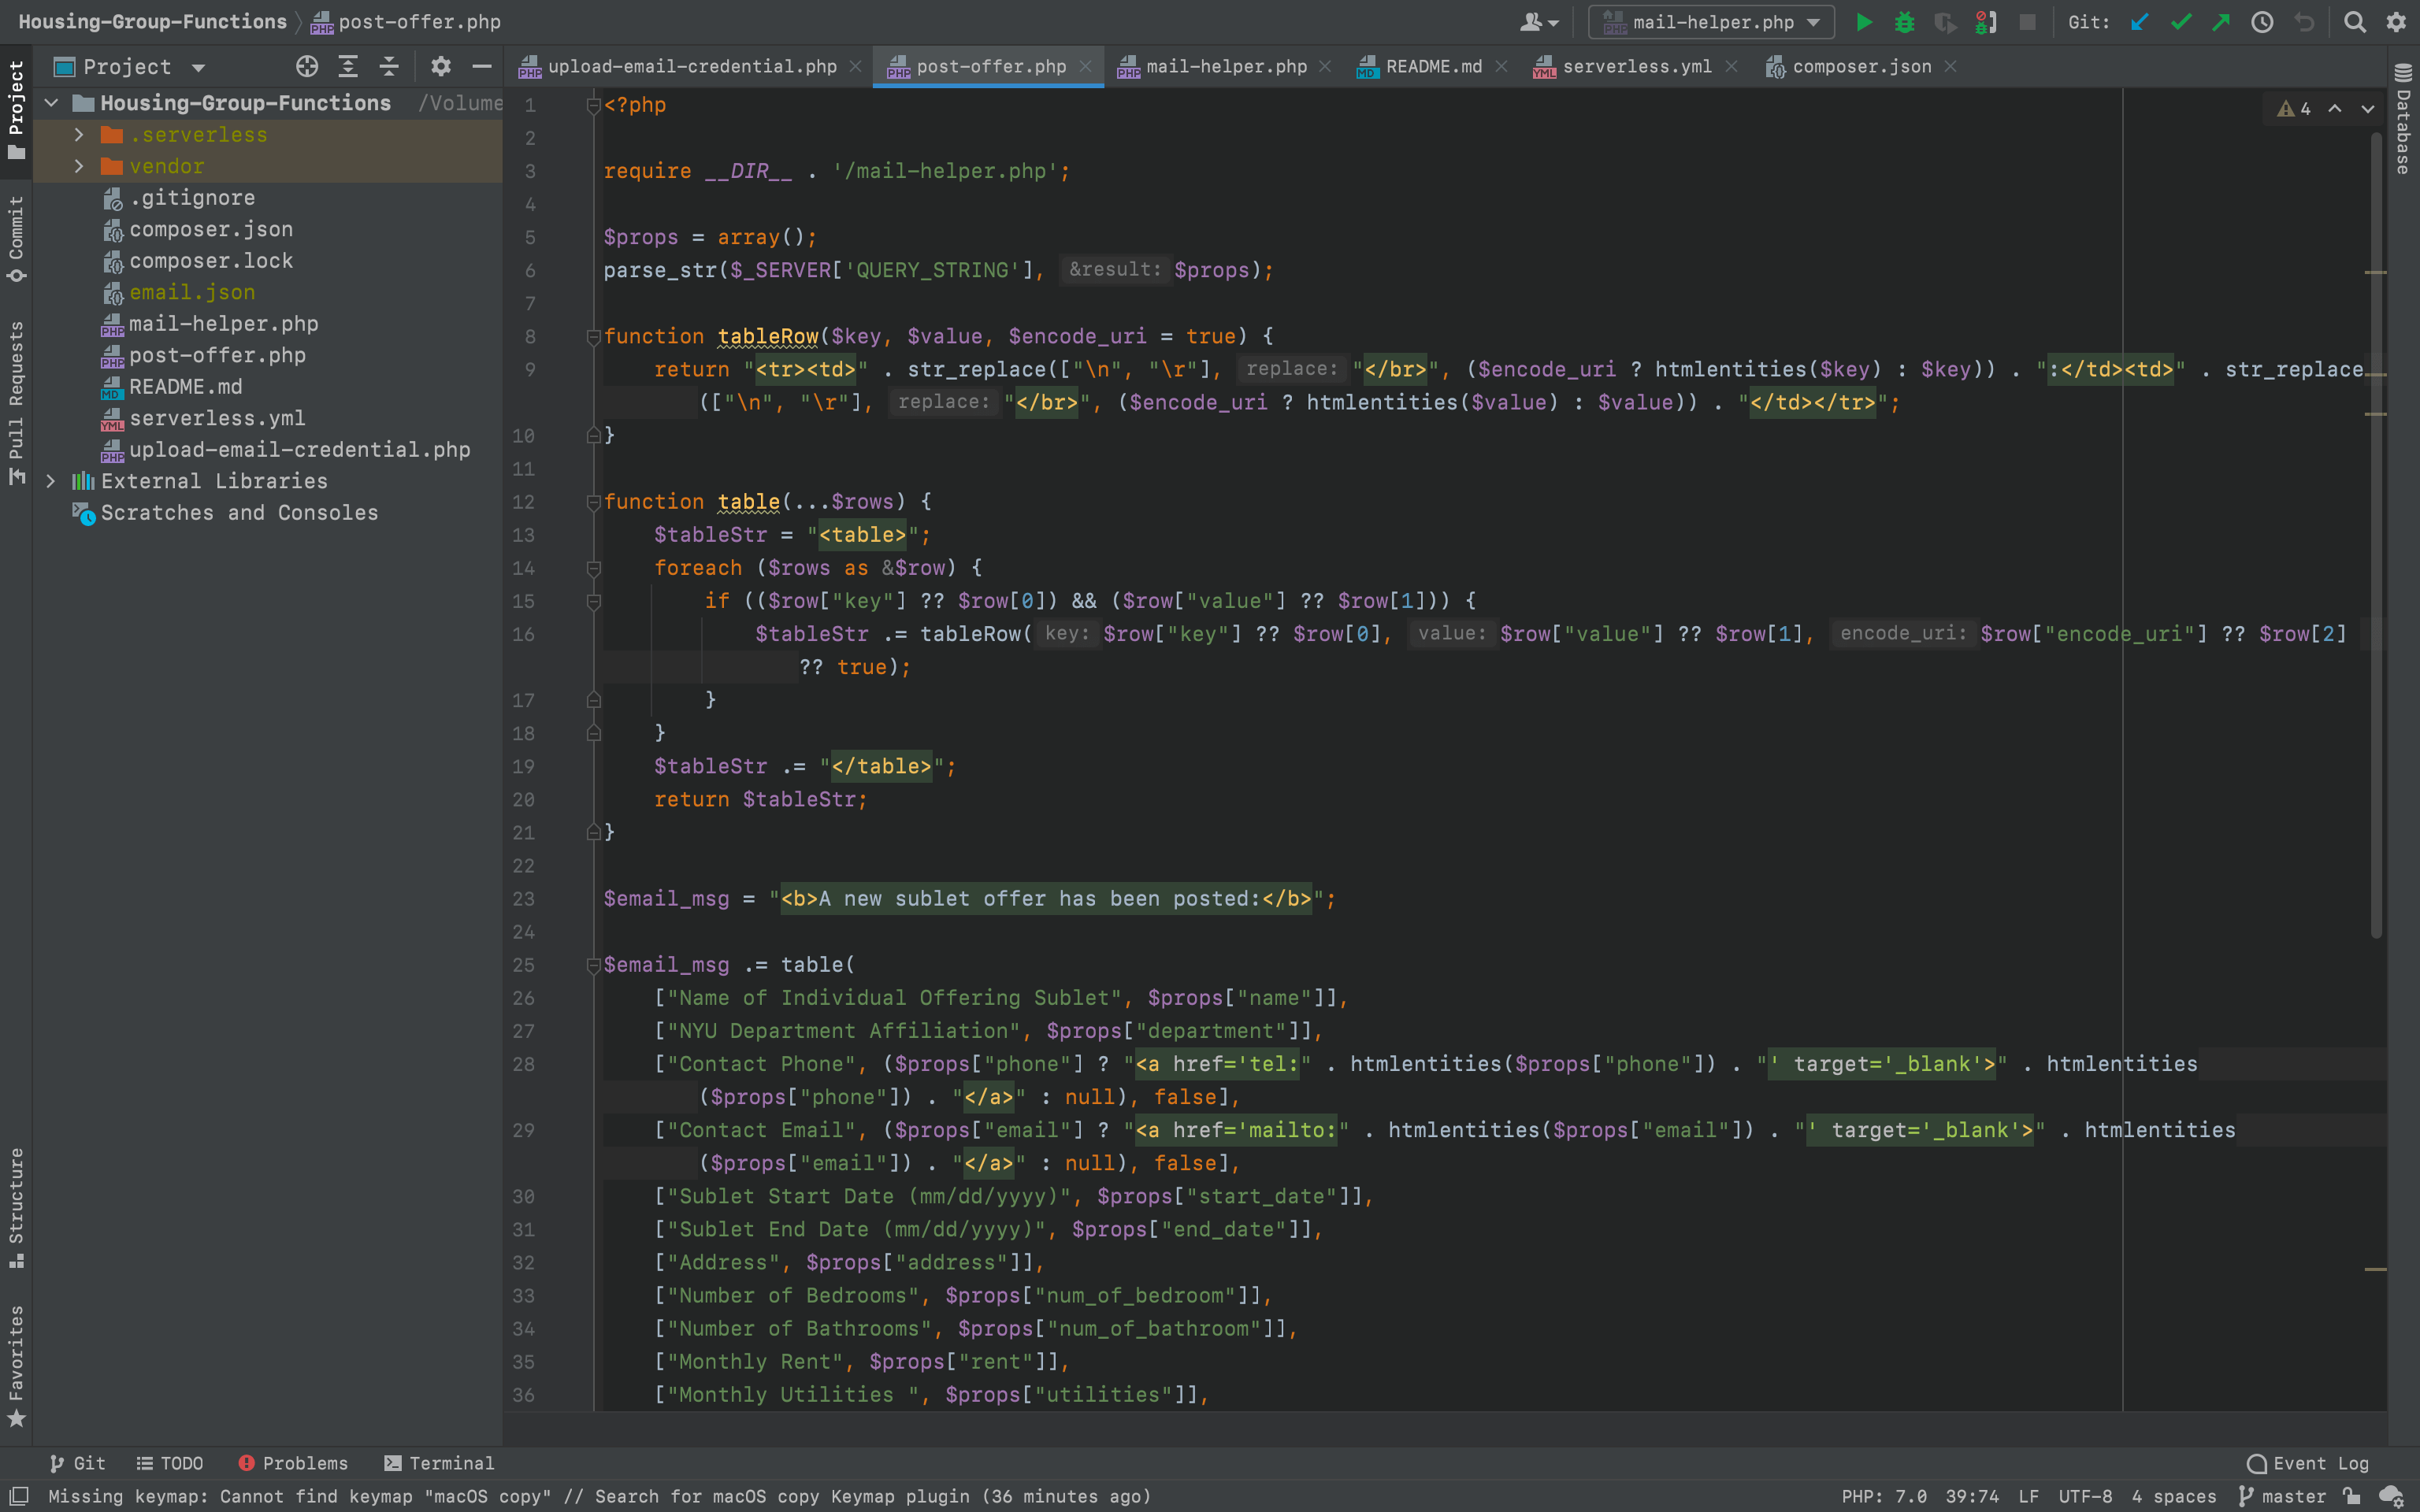 Housing-Group-Functions post-offer.php mail-helper.php Git:
Project
upload-email-credential.php post-offer.php mail-helper.php README.md serverless.yml composer.json
Housing-Group-Functions /Volume
.serverless
vendor
.gitignore
composer.json
composer.lock
email.json
mail-helper.php
post-offer.php
README.md
serverless.yml
upload-email-credential.php
External Libraries
Scratches and Consoles
Project
Commit
Pull Requests
Structure
Favorites
Database
4
1 <?php
2
3 require __DIR__ . '/mail-helper.php';
4
5 $props = array();
6 parse_str($_SERVER['QUERY_STRING'], &result: $props);
7
8 function tableRow($key, $value, $encode_uri = true) {
9 return "<tr><td>" . str_replace(["\n", "\r"], replace: "</br>", ($encode_uri ? htmlentities($key) : $key)) . ":</td><td>" . str_replace
(["\n", "\r"], replace: "</br>", ($encode_uri ? htmlentities($value) : $value)) . "</td></tr>";
10 }
11
12 function table(...$rows) {
13 $tableStr = "<table>";
14 foreach ($rows as &$row) {
15 if (($row["key"] ?? $row[0]) && ($row["value"] ?? $row[1])) {
16 $tableStr .= tableRow( key: $row["key"] ?? $row[0], value: $row["value"] ?? $row[1], encode_uri: $row["encode_uri"] ?? $row[2]
?? true);
17 }
18 }
19 $tableStr .= "</table>";
20 return $tableStr;
21 }
22
23 $email_msg = "<b>A new sublet offer has been posted:</b>";
24
25 $email_msg .= table(
26 ["Name of Individual Offering Sublet", $props["name"]],
27 ["NYU Department Affiliation", $props["department"]],
28 ["Contact Phone", ($props["phone"] ? "<a href='tel:" . htmlentities($props["phone"]) . "' target='_blank'>" . htmlentities
($props["phone"]) . "</a>" : null), false],
29 ["Contact Email", ($props["email"] ? "<a href='mailto:" . htmlentities($props["email"]) . "' target='_blank'>" . htmlentities
($props["email"]) . "</a>" : null), false],
30 ["Sublet Start Date (mm/dd/yyyy)", $props["start_date"]],
31 ["Sublet End Date (mm/dd/yyyy)", $props["end_date"]],
32 ["Address", $props["address"]],
33 ["Number of Bedrooms", $props["num_of_bedroom"]],
34 ["Number of Bathrooms", $props["num_of_bathroom"]],
35 ["Monthly Rent", $props["rent"]],
36 ["Monthly Utilities ", $props["utilities"]],
Git TODO Problems Terminal Event Log
Missing keymap: Cannot find keymap "macOS copy" // Search for macOS copy Keymap plugin (36 minutes ago) PHP: 7.0 39:74 LF UTF-8 4 spaces master